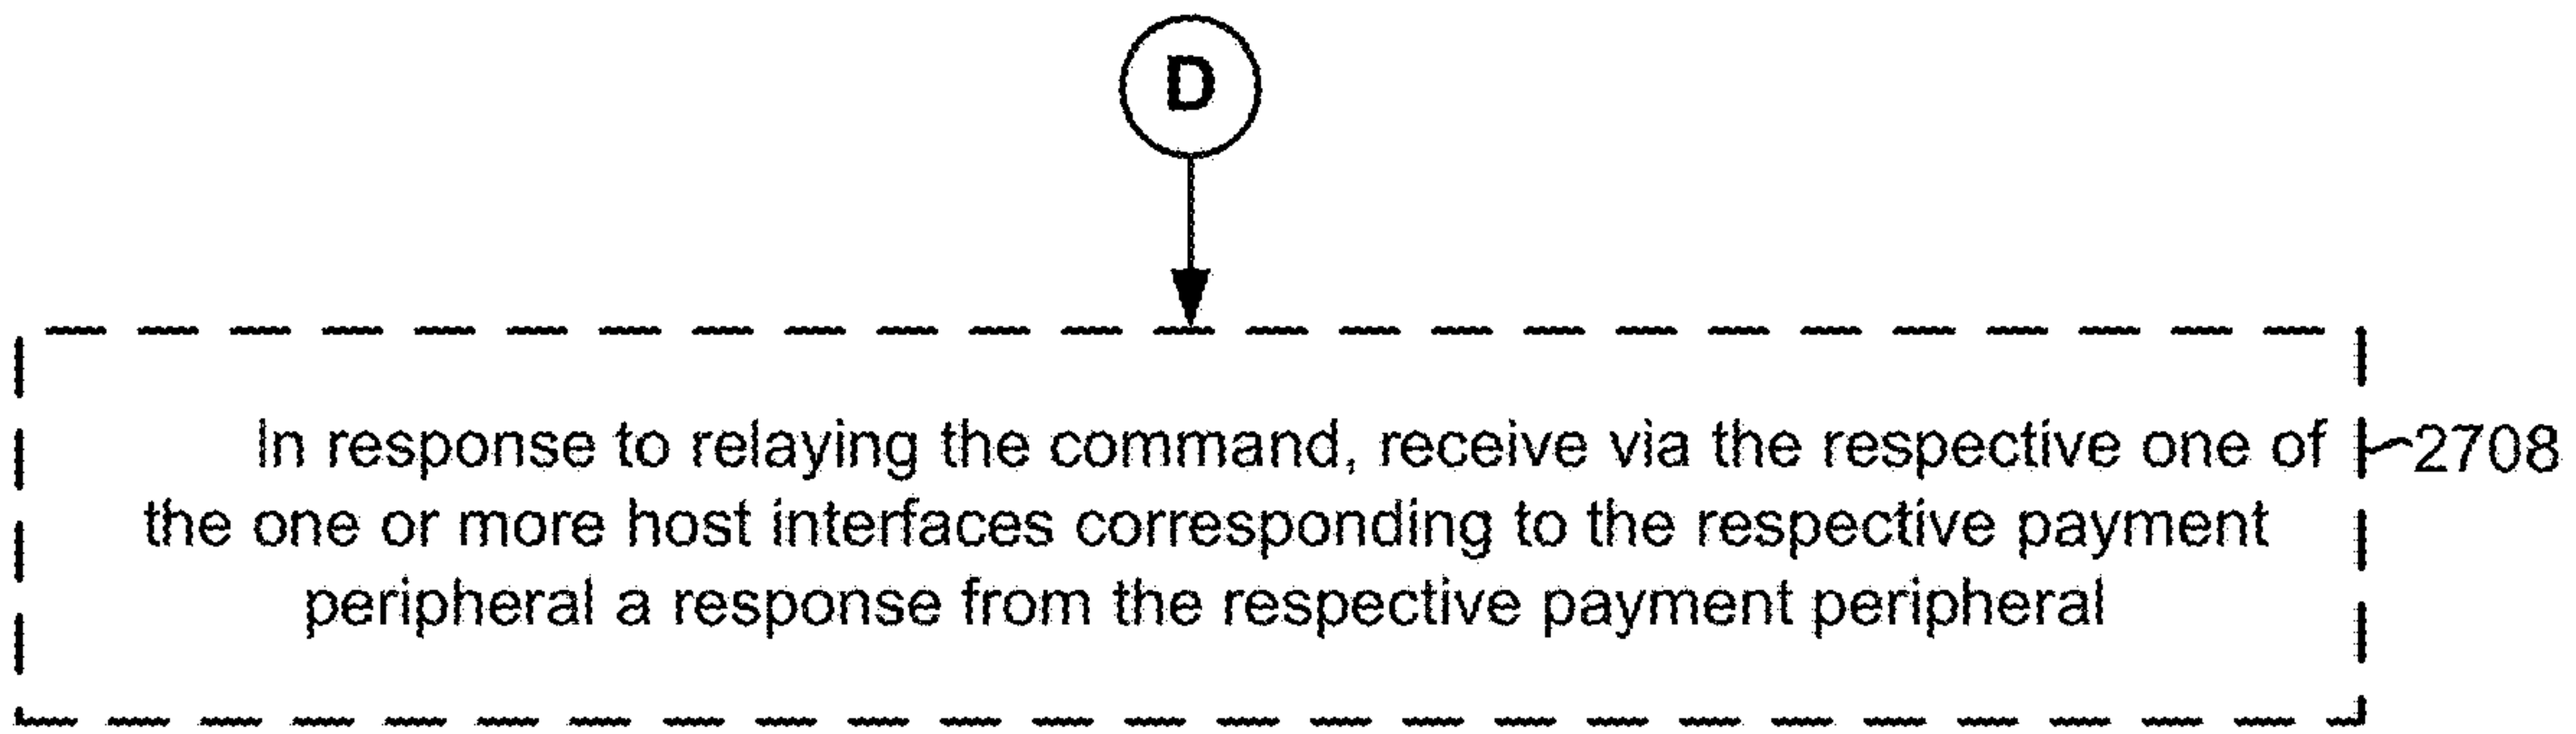 D
In response to relaying the command, receive via the respective one of 2708
the one or more host interfaces corresponding to the respective payment
peripheral a response from the respective payment peripheral